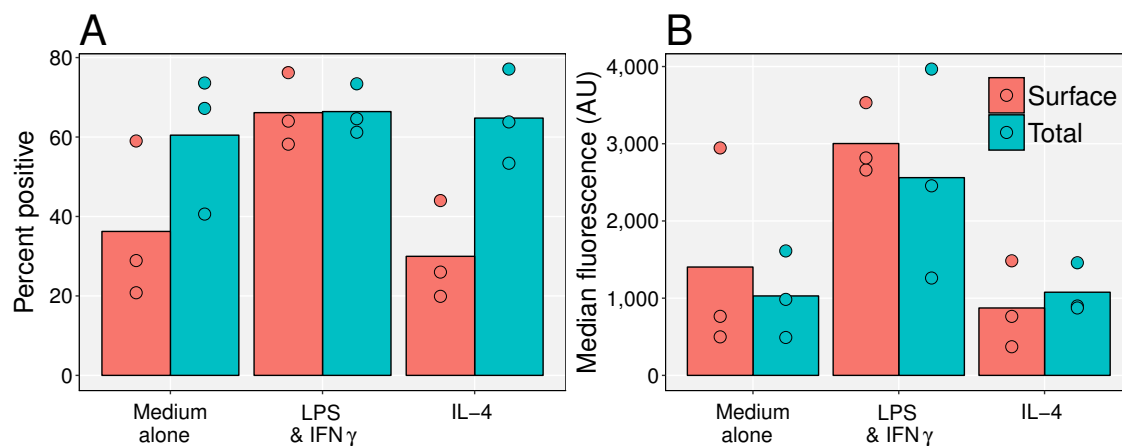 A
Percent positive
80
60
40
20
0
Medium
alone
LPS
& IFN γ
IL−4
B
Median fluorescence (AU)
4,000
3,000
2,000
1,000
0
Surface
Total
Medium
alone
LPS
& IFN γ
IL−4